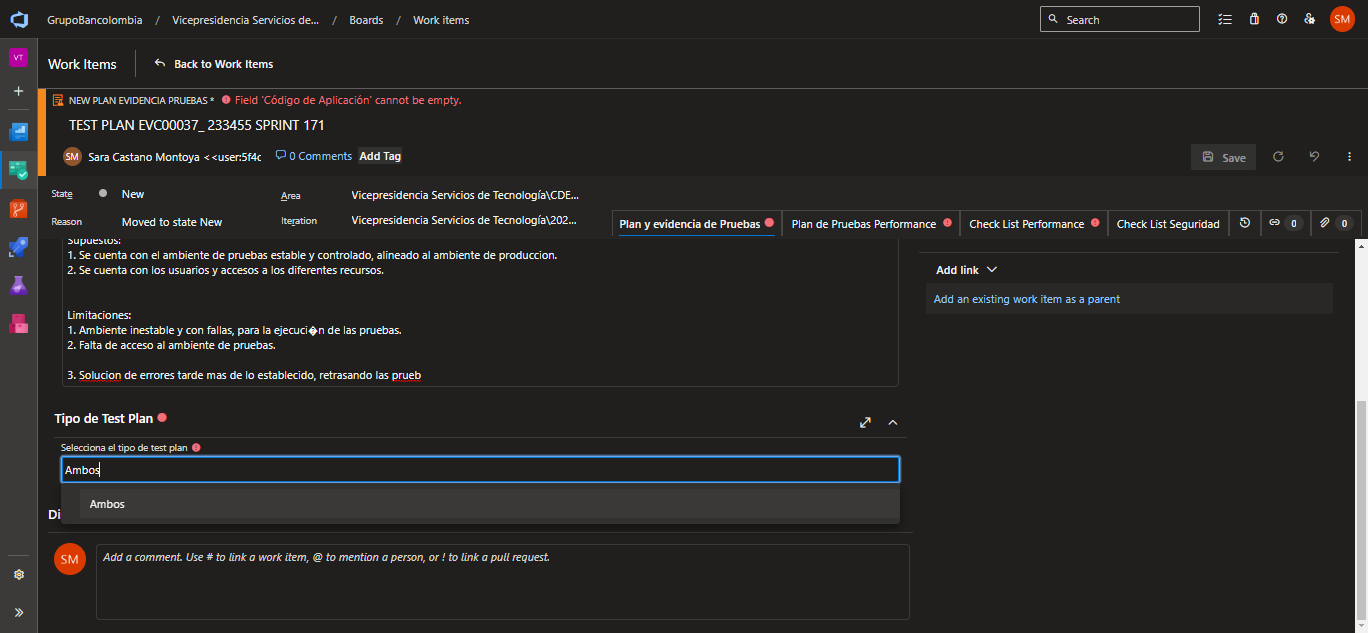 GrupoBancolombia / Vicepresidencia Servicios de... / Boards / Work items
Search
SM
VT
Work Items
Back to Work Items
NEW PLAN EVIDENCIA PRUEBAS * Field 'Código de Aplicación' cannot be empty.
TEST PLAN EVC00037_ 233455 SPRINT 171
SM Sara Castano Montoya < <user:5f4c 0 Comments Add Tag
Save
State New
Area Vicepresidencia Servicios de Tecnología\CDE...
Reason Moved to state New
Iteration Vicepresidencia Servicios de Tecnología\202...
Plan y evidencia de Pruebas Plan de Pruebas Performance Check List Performance Check List Seguridad 0 0
Supuestos:
1. Se cuenta con el ambiente de pruebas estable y controlado, alineado al ambiente de produccion.
2. Se cuenta con los usuarios y accesos a los diferentes recursos.
Limitaciones:
1. Ambiente inestable y con fallas, para la ejecuci�n de las pruebas.
2. Falta de acceso al ambiente de pruebas.
3. Solucion de errores tarde mas de lo establecido, retrasando las prueb
Add link
Add an existing work item as a parent
Tipo de Test Plan
Selecciona el tipo de test plan
Ambos
Ambos
Di
SM
Add a comment. Use # to link a work item, @ to mention a person, or ! to link a pull request.